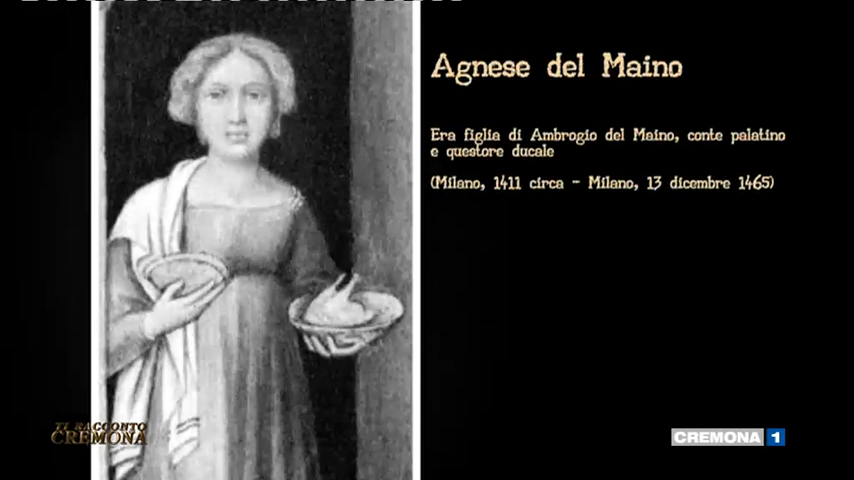 Agnese del Maino
Era figlia di Ambrogio del Maino, conte palatino
e questore ducale
(Milano, 1411 circa - Milano, 13 dicembre 1465)
TI RACCONTO
CREMONA
CREMONA 1